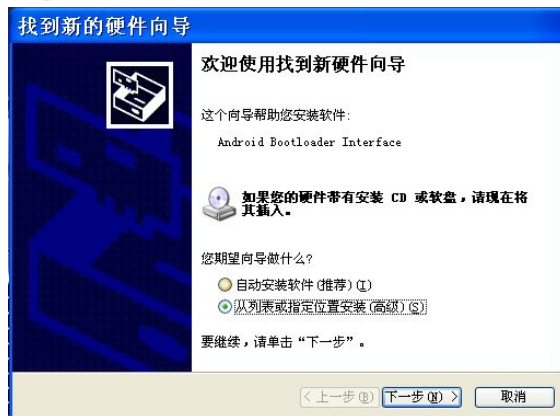 找到新的硬件向导
欢迎使用找到新硬件向导
这个向导帮助您安装软件:
Android Bootloader Interface
如果您的硬件带有安装 CD 或软盘，请现在将
其插入。
您期望向导做什么?
自动安装软件(推荐)(I)
从列表或指定位置安装(高级)(S)
要继续，请单击“下一步”。
<上一步(B) 下一步(N)> 取消